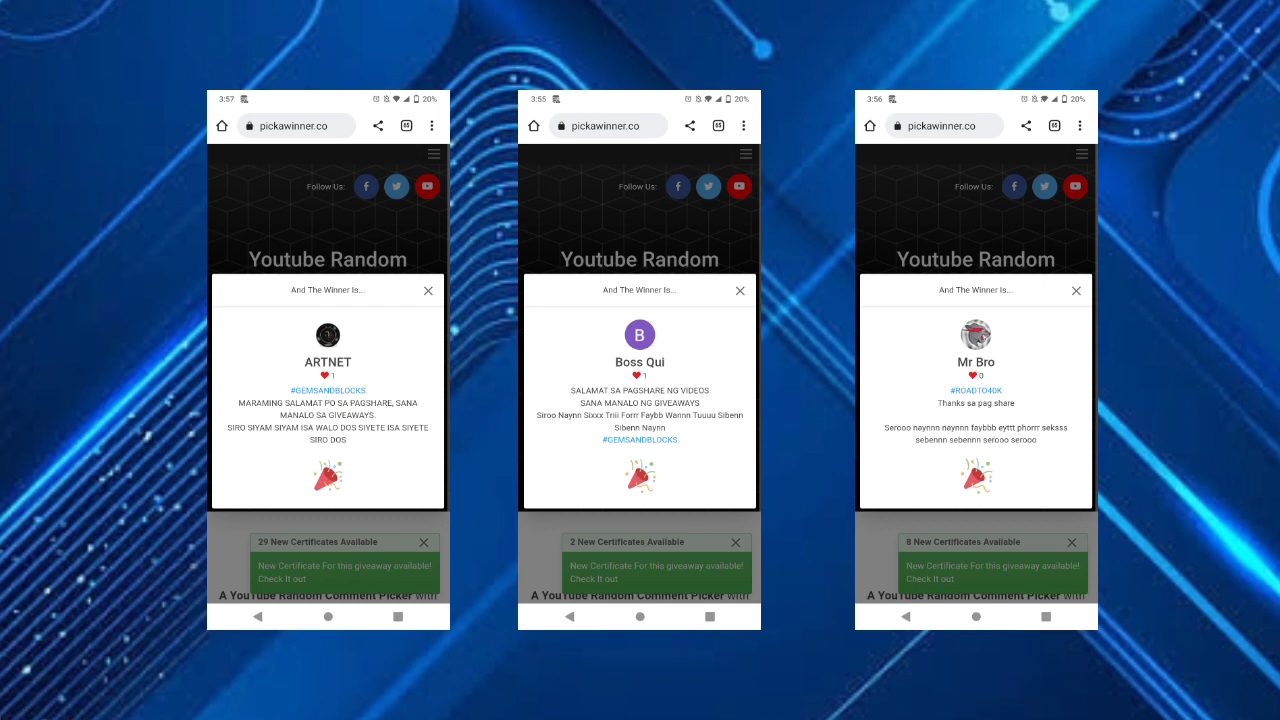 3:57
20%
pickawinner.co
65
Follow Us:
Youtube Random
And The Winner Is...
ARTNET
1
#GEMSANDBLOCKS
MARAMING SALAMAT PO SA PAGSHARE, SANA
MANALO SA GIVEAWAYS.
SIRO SIYAM SIYAM ISA WALO DOS SIYETE ISA SIYETE
SIRO DOS
29 New Certificates Available
New Certificate For this giveaway available!
Check It out
A YouTube Random Comment Picker with
3:55
20%
pickawinner.co
65
Follow Us:
Youtube Random
And The Winner Is...
B
Boss Qui
1
SALAMAT SA PAGSHARE NG VIDEOS
SANA MANALO NG GIVEAWAYS
Siroo Naynn Sixxx Triii Forrr Faybb Wannn Tuuuu Sibenn
Sibenn Naynn
#GEMSANDBLOCKS
2 New Certificates Available
New Certificate For this giveaway available!
Check It out
A YouTube Random Comment Picker with
3:56
20%
pickawinner.co
65
Follow Us:
Youtube Random
And The Winner Is...
Mr Bro
0
#ROADTO40K
Thanks sa pag share
Serooo naynnn naynnn faybbb eyttt phorrr seksss
sebennn sebennn serooo serooo
8 New Certificates Available
New Certificate For this giveaway available!
Check It out
A YouTube Random Comment Picker with